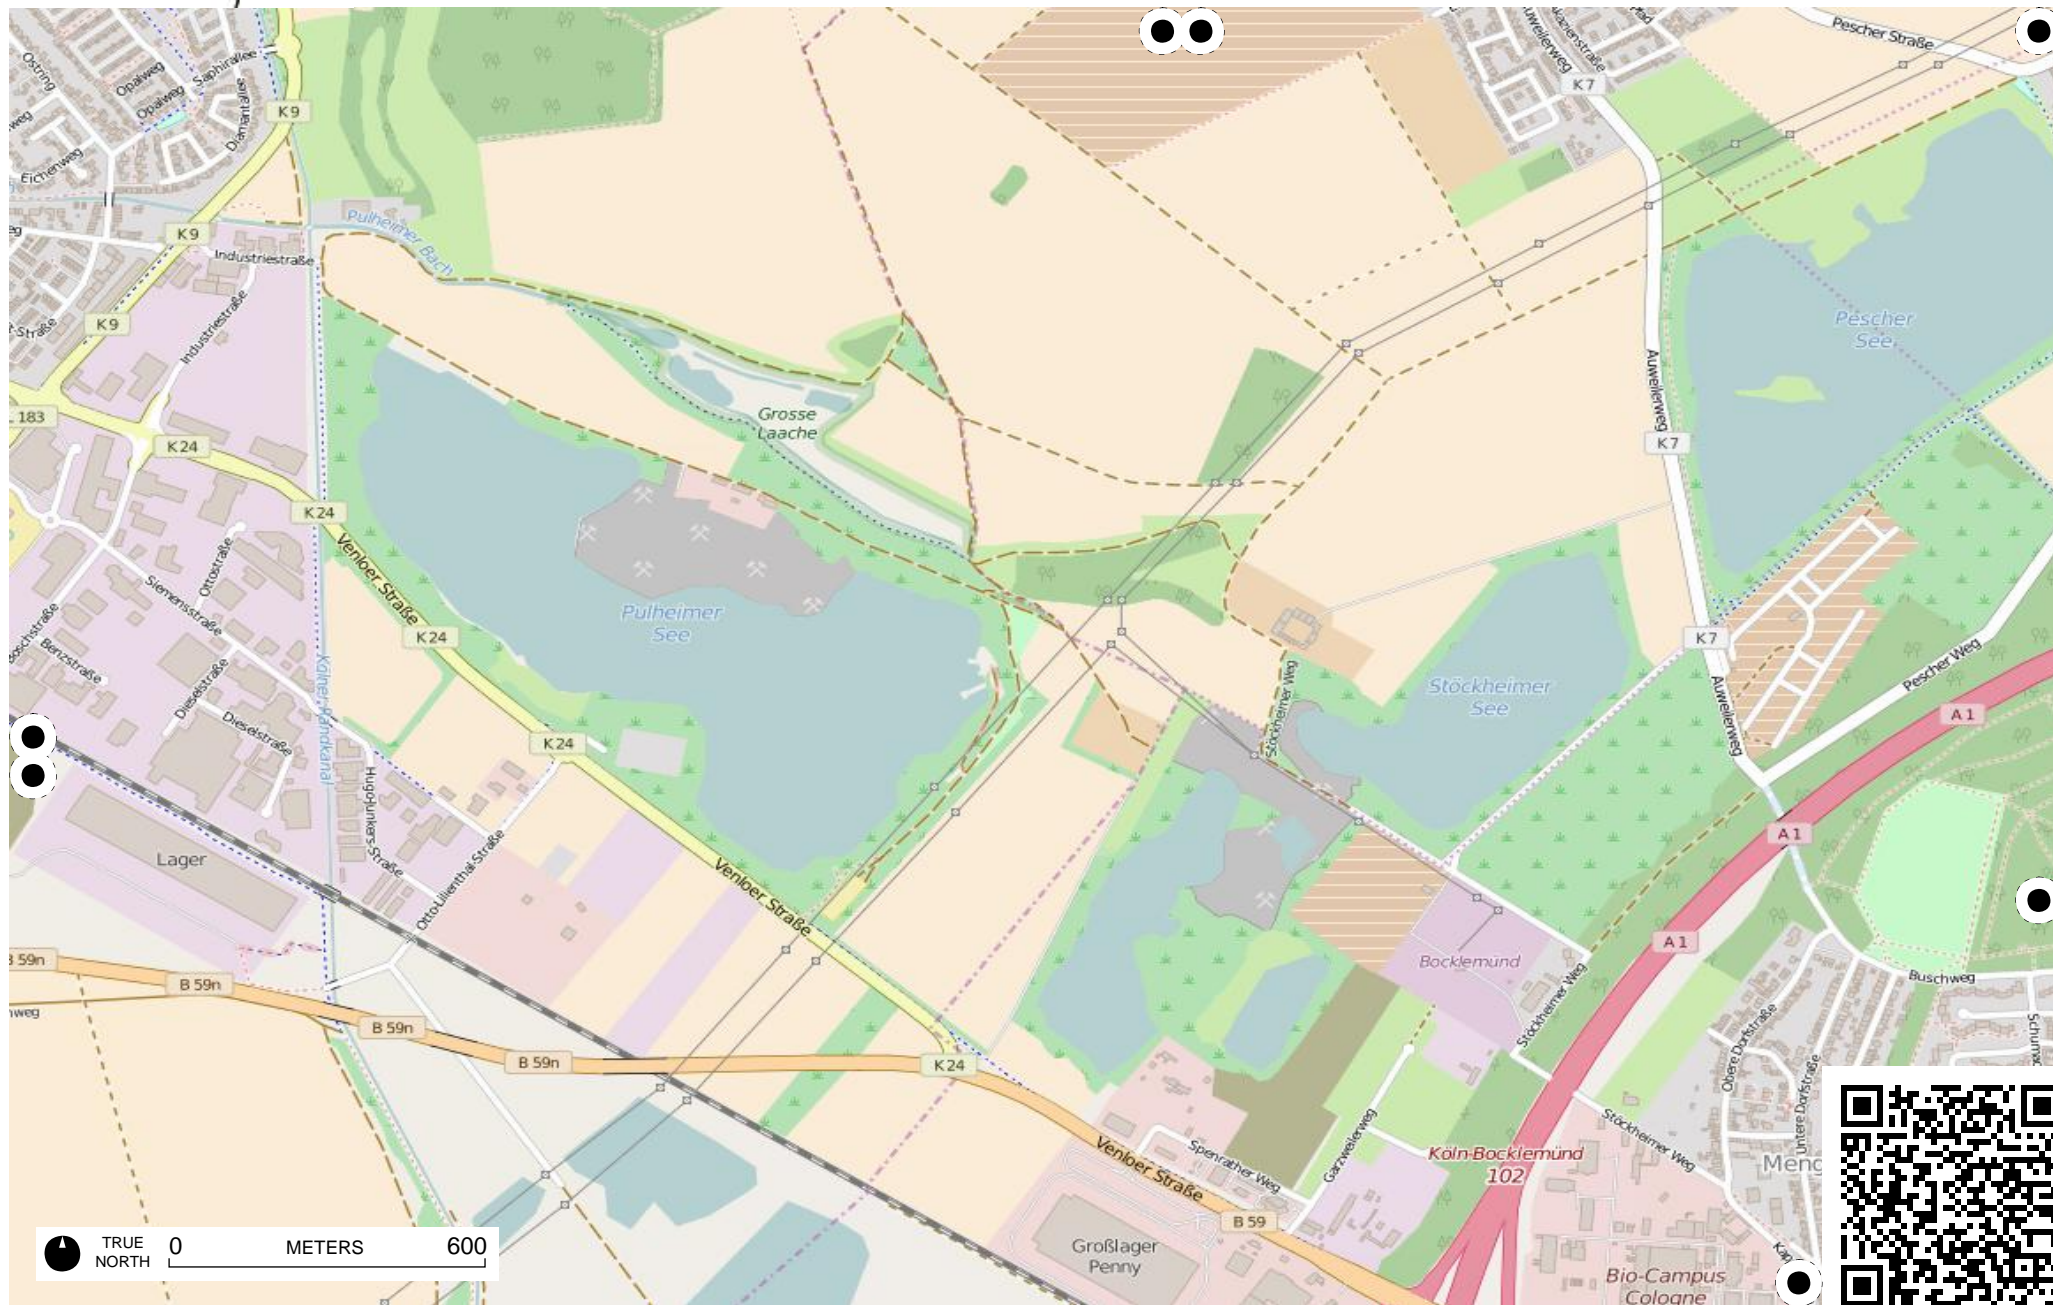 Ostring
Opalweg
Opalweg
Saphirallee
Diamantallee
weg
Eichenweg
K 9
K 9
K 9
Industriestraße
Industriestraße
Pulheimer Bach
183
K 24
K 24
K 24
K 24
K 24
Venloer Straße
Venloer Straße
Venloer Straße
Ottostraße
Siemensstraße
Benzstraße
Dieselstraße
Dieselstraße
Kölner Randkanal
Hugo-Junkers-Straße
Otto-Lilienthal-Straße
Lager
B 59n
B 59n
B 59n
Grosse
Laache
Pulheimer
See
Auweilerweg
Auweilerweg
Pescher Straße
K 7
K 7
K 7
Pescher
See
Stöckheimer
See
Stöckheimer Weg
Pescher Weg
A 1
A 1
A 1
Bocklemünd
Stöckheimer Weg
Stöckheimer Weg
Buschweg
Obere Dorfstraße
Untere Dorfstraße
Garzweilerweg
Spenrather Weg
B 59
Köln-Bocklemünd
102
Großlager
Penny
Bio-Campus
Cologne
TRUE
NORTH
0 METERS 600